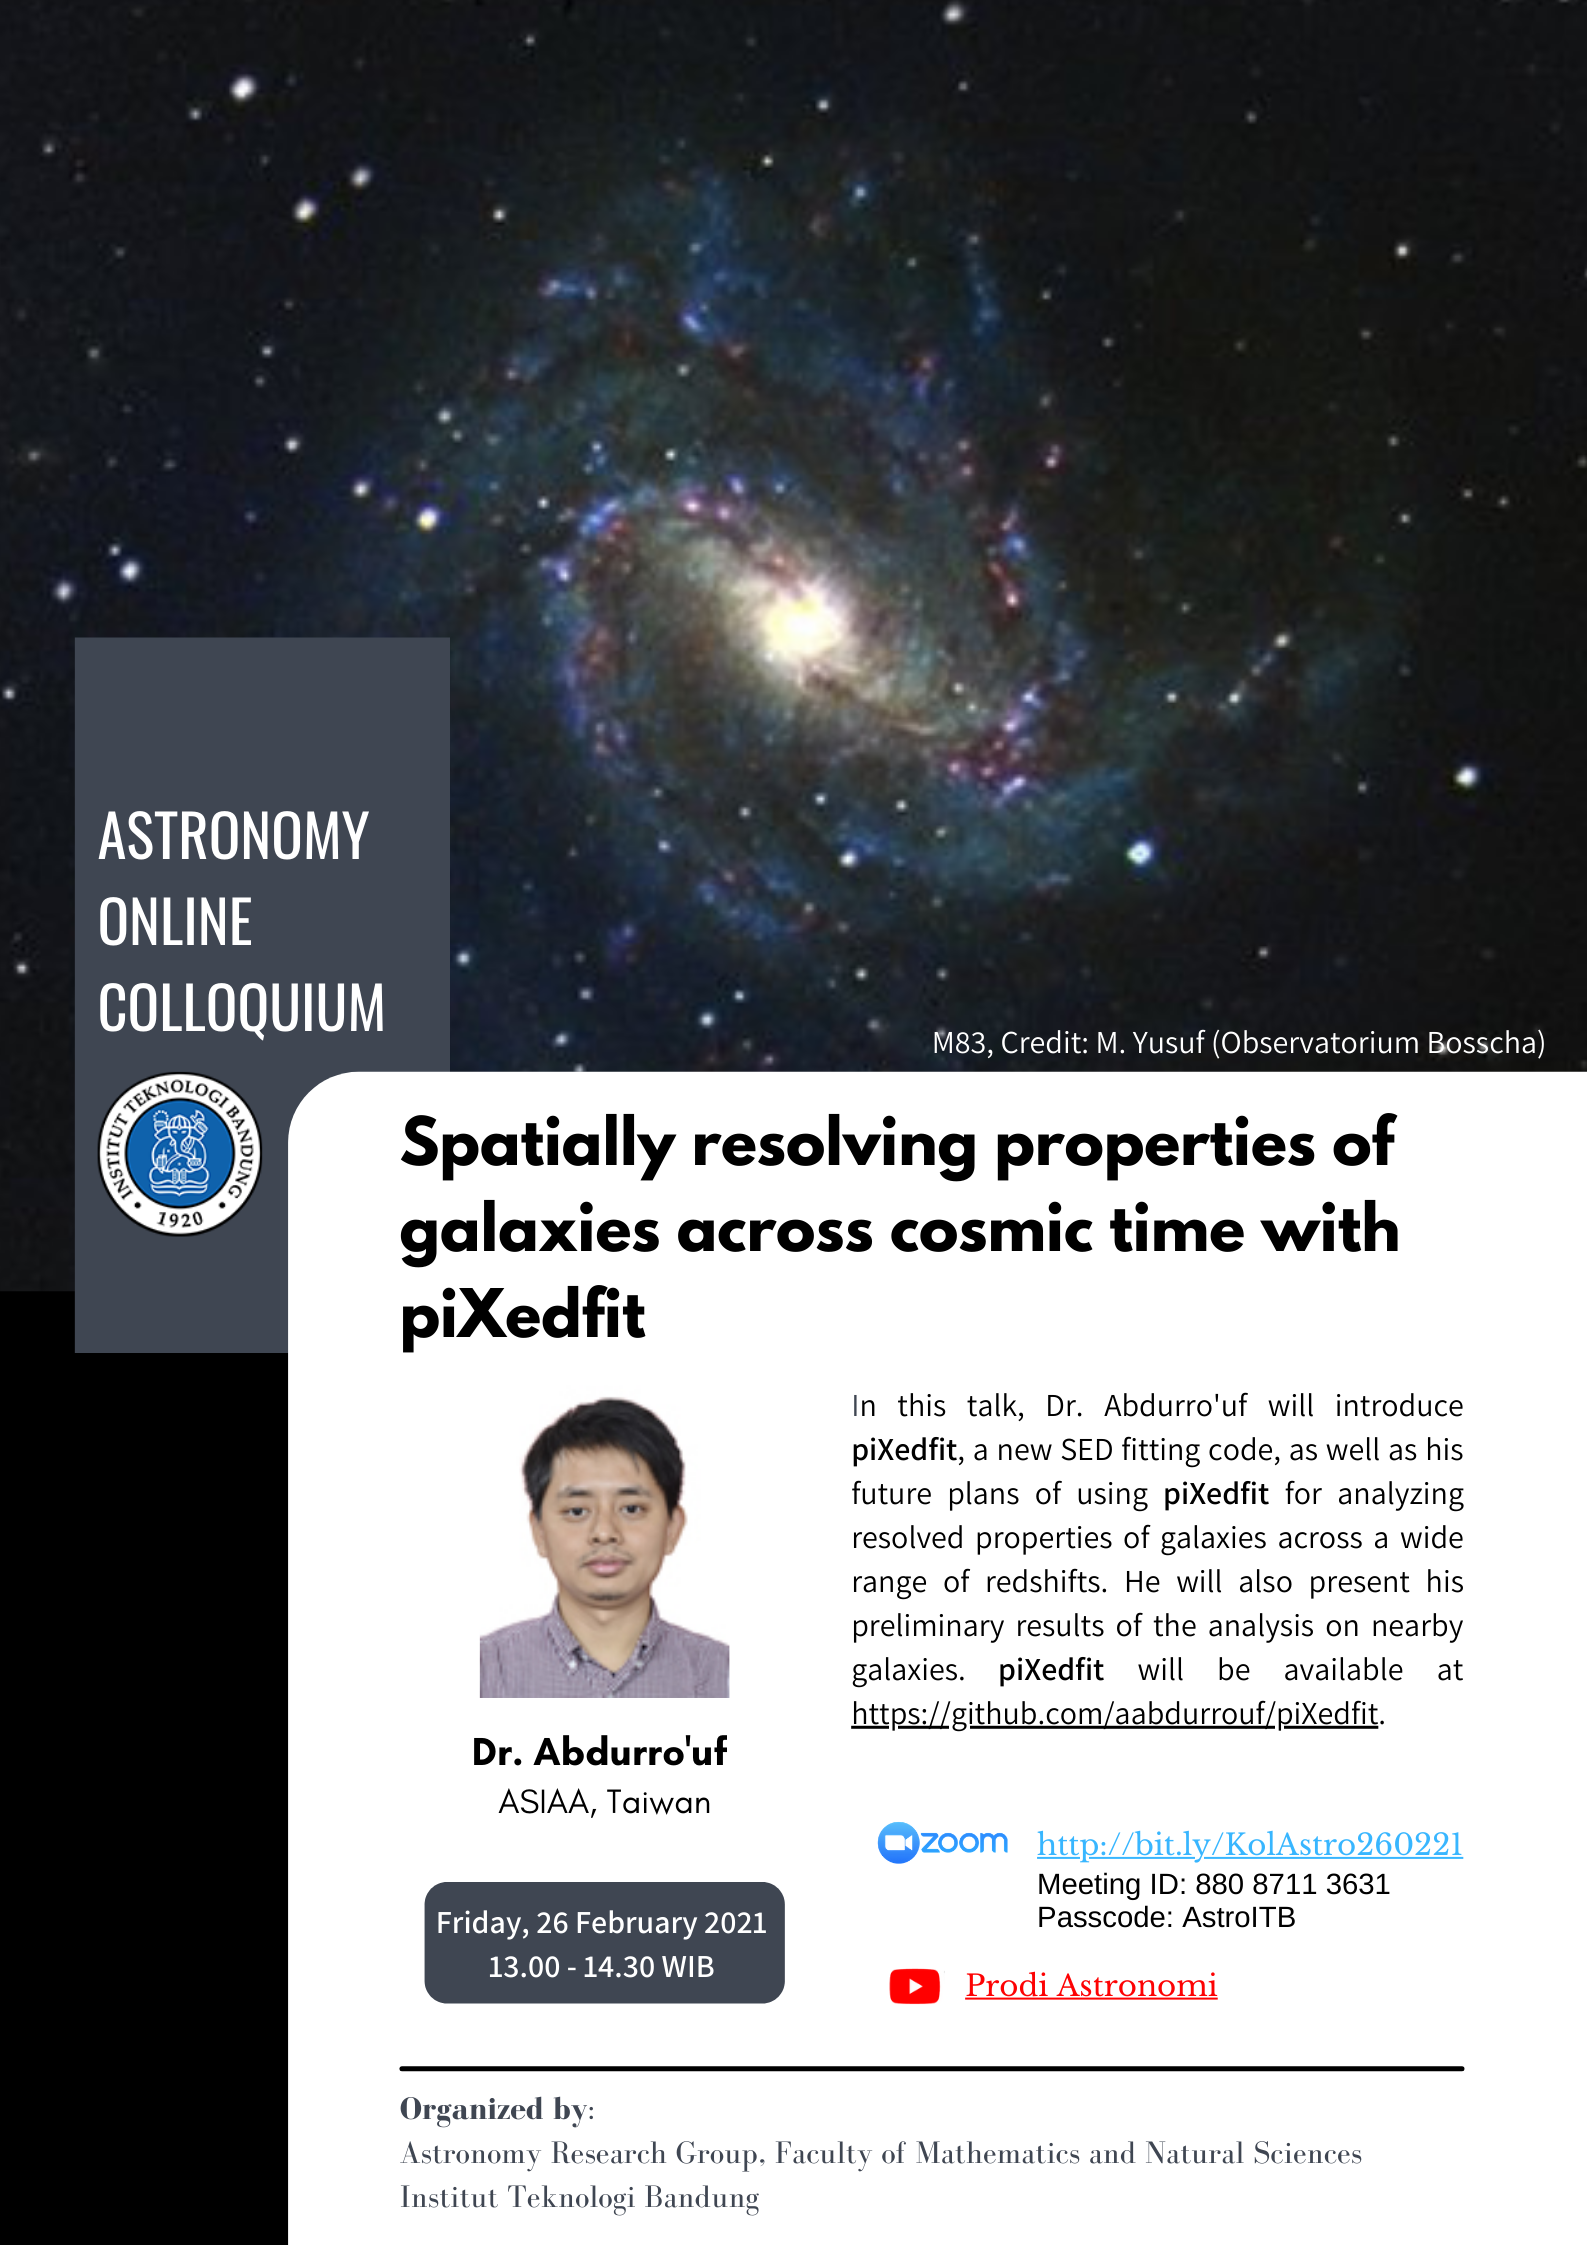 ASTRONOMY
ONLINE
COLLOQUIUM
M83, Credit: M. Yusuf (Observatorium Bosscha)
INSTITUT TEKNOLOGI BANDUNG
1920
Spatially resolving properties of
galaxies across cosmic time with
piXedfit
In this talk, Dr. Abdurro'uf will introduce
piXedfit, a new SED fitting code, as well as his
future plans of using piXedfit for analyzing
resolved properties of galaxies across a wide
range of redshifts. He will also present his
preliminary results of the analysis on nearby
galaxies. piXedfit will be available at
https://github.com/aabdurrouf/piXedfit.
Dr. Abdurro'uf
ASIAA, Taiwan
Friday, 26 February 2021
13.00 - 14.30 WIB
zoom http://bit.ly/KolAstro260221
Meeting ID: 880 8711 3631
Passcode: AstroITB
Prodi Astronomi
Organized by:
Astronomy Research Group, Faculty of Mathematics and Natural Sciences
Institut Teknologi Bandung